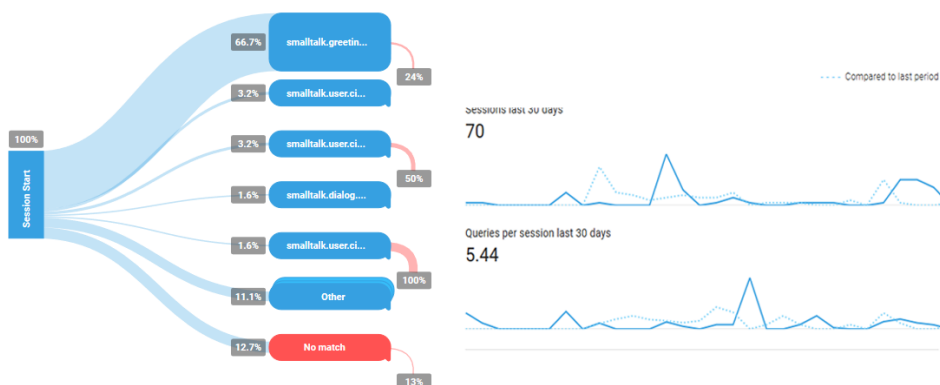 66.7%
smalltalk.greetin...
24%
3.2%
smalltalk.user.ci...
100%
Session Start
3.2%
smalltalk.user.ci...
50%
1.6%
smalltalk.dialog....
1.6%
smalltalk.user.ci...
100%
11.1%
Other
12.7%
No match
13%
Compared to last period
Sessions last 30 days
70
Queries per session last 30 days
5.44